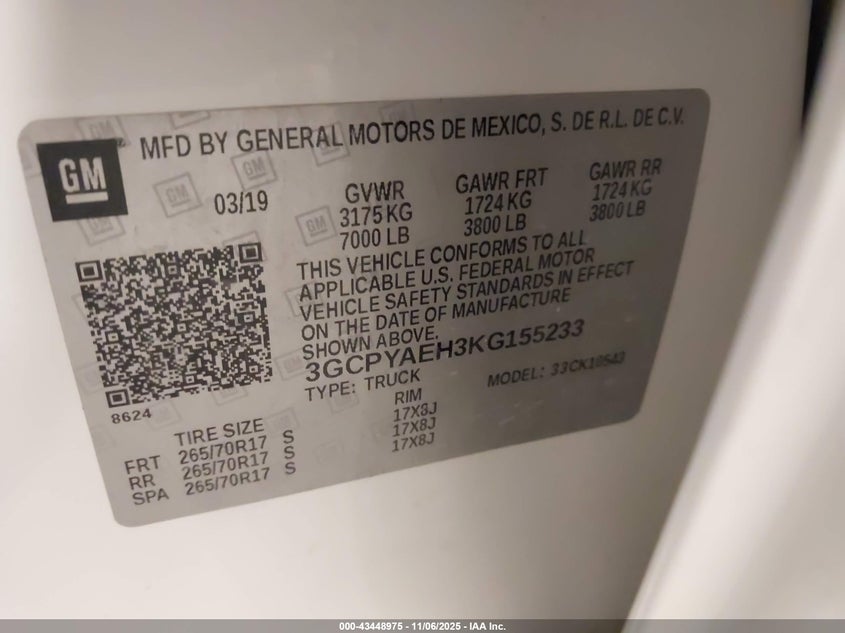 GM
MFD BY GENERAL MOTORS DE MEXICO, S. DE R.L. DE C.V.
03/19
GVWR GAWR FRT GAWR RR
3175 KG 1724 KG 1724 KG
7000 LB 3800 LB 3800 LB
THIS VEHICLE CONFORMS TO ALL
APPLICABLE U.S. FEDERAL MOTOR
VEHICLE SAFETY STANDARDS IN EFFECT
ON THE DATE OF MANUFACTURE
SHOWN ABOVE.
3GCPYAEH3KG155233
TYPE: TRUCK MODEL: 33CK10543
8624
TIRE SIZE RIM
FRT 265/70R17 S 17X8J
RR 265/70R17 S 17X8J
SPA 265/70R17 S 17X8J
000-43448975 - 11/06/2025 - IAA Inc.